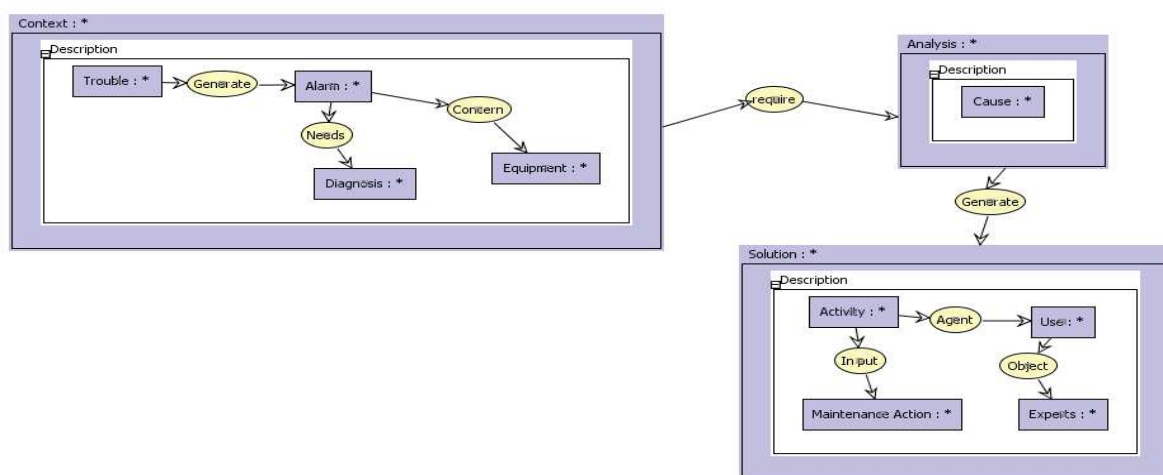 Context : *
Description
Trouble : *
Generate
Alarm : *
Concern
Needs
Equipment : *
Diagnosis : *
require
Analysis : *
Description
Cause : *
Generate
Solution : *
Description
Activity : *
Agent
User : *
Input
Object
Maintenance Action : *
Experts : *